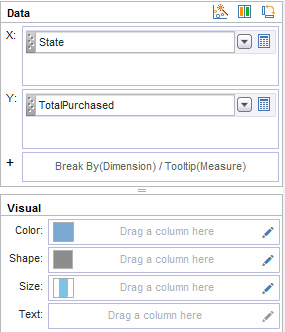 Data
X: State
Y: TotalPurchased
+ Break By(Dimension) / Tooltip(Measure)
Visual
Color: Drag a column here
Shape: Drag a column here
Size: Drag a column here
Text: Drag a column here